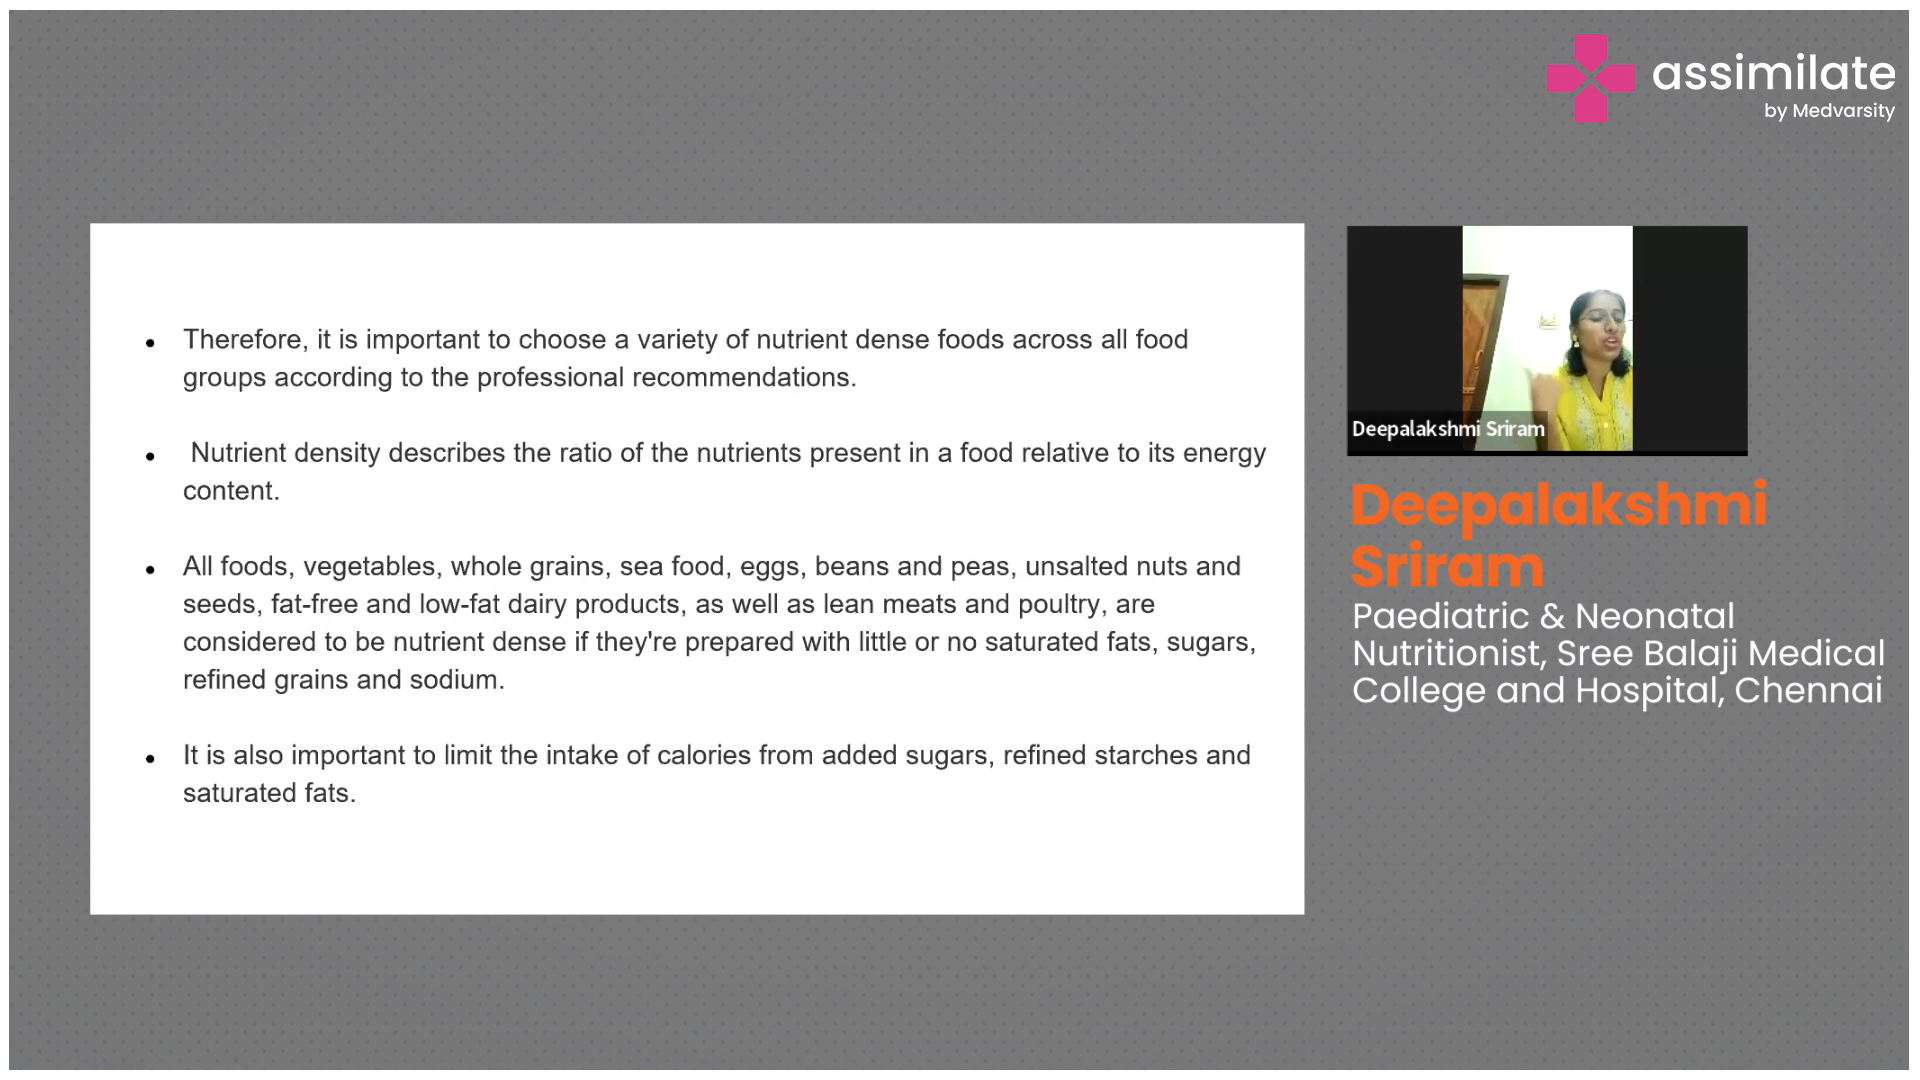 assimilate
by Medvarsity
• Therefore, it is important to choose a variety of nutrient dense foods across all food
groups according to the professional recommendations.
• Nutrient density describes the ratio of the nutrients present in a food relative to its energy
content.
• All foods, vegetables, whole grains, sea food, eggs, beans and peas, unsalted nuts and
seeds, fat-free and low-fat dairy products, as well as lean meats and poultry, are
considered to be nutrient dense if they're prepared with little or no saturated fats, sugars,
refined grains and sodium.
• It is also important to limit the intake of calories from added sugars, refined starches and
saturated fats.
Deepalakshmi Sriram
Deepalakshmi
Sriram
Paediatric & Neonatal
Nutritionist, Sree Balaji Medical
College and Hospital, Chennai